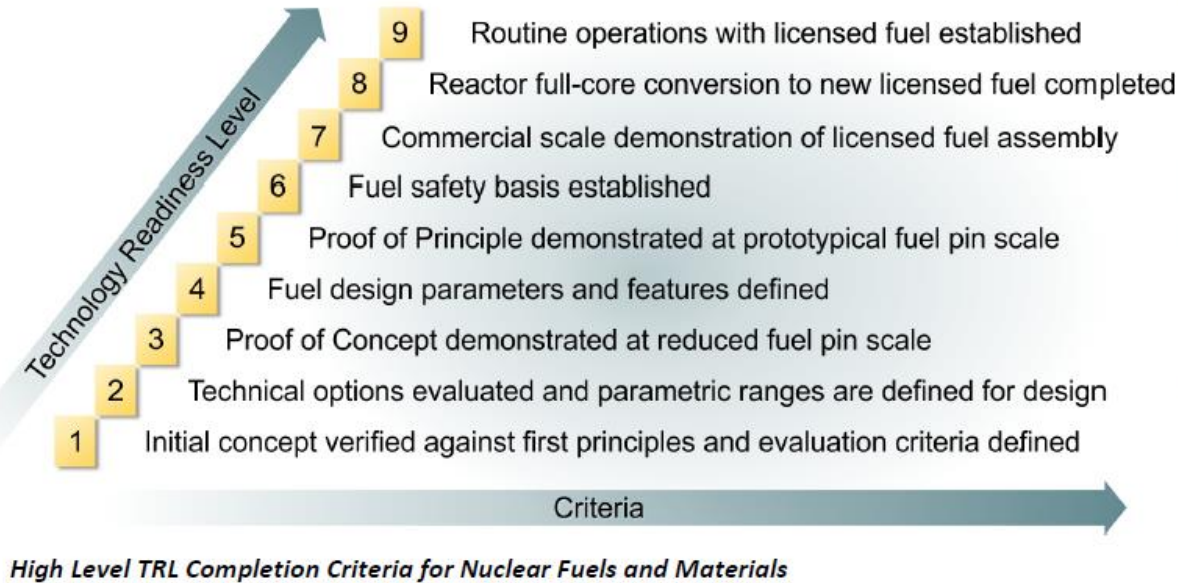 Technology Readiness Level
9 Routine operations with licensed fuel established
8 Reactor full-core conversion to new licensed fuel completed
7 Commercial scale demonstration of licensed fuel assembly
6 Fuel safety basis established
5 Proof of Principle demonstrated at prototypical fuel pin scale
4 Fuel design parameters and features defined
3 Proof of Concept demonstrated at reduced fuel pin scale
2 Technical options evaluated and parametric ranges are defined for design
1 Initial concept verified against first principles and evaluation criteria defined
Criteria
High Level TRL Completion Criteria for Nuclear Fuels and Materials